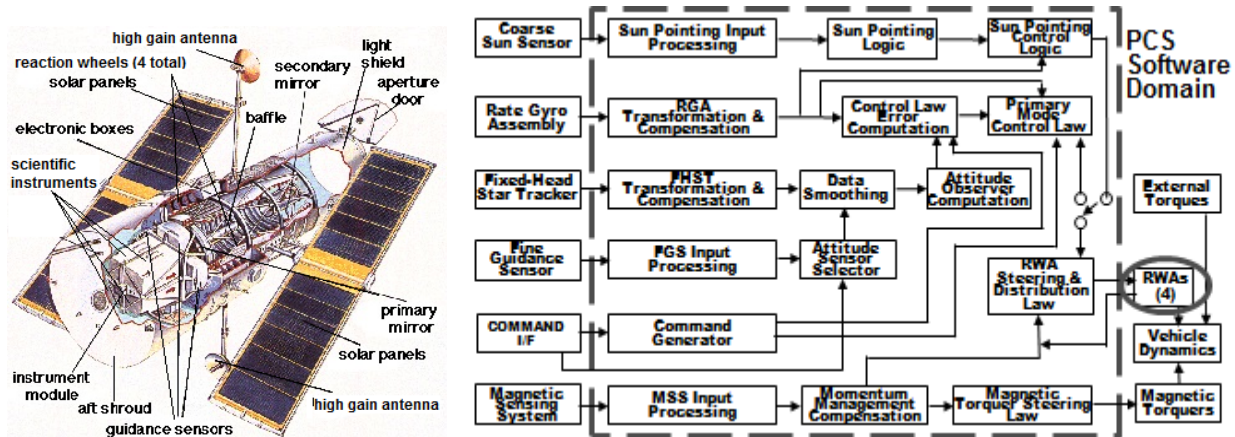 high gain antenna
reaction wheels (4 total)
solar panels
electronic boxes
scientific
instruments
secondary
mirror
light
shield
aperture
door
baffle
primary
mirror
solar panels
high gain antenna
instrument
module
aft shroud
guidance sensors
Coarse
Sun Sensor
Sun Pointing Input
Processing
Sun Pointing
Logic
Sun Pointing
Control
Logic
PCS
Software
Domain
Rate Gyro
Assembly
RGA
Transformation &
Compensation
Control Law
Error
Computation
Primary
Mode
Control Law
Fixed-Head
Star Tracker
FHST
Transformation &
Compensation
Data
Smoothing
Attitude
Observer
Computation
External
Torques
Fine
Guidance
Sensor
FGS Input
Processing
Attitude
Sensor
Selector
RWA
Steering &
Distribution
Law
RWAs
(4)
COMMAND
I/F
Command
Generator
Vehicle
Dynamics
Magnetic
Sensing
System
MSS Input
Processing
Momentum
Management
Compensation
Magnetic
Torquer Steering
Law
Magnetic
Torquers